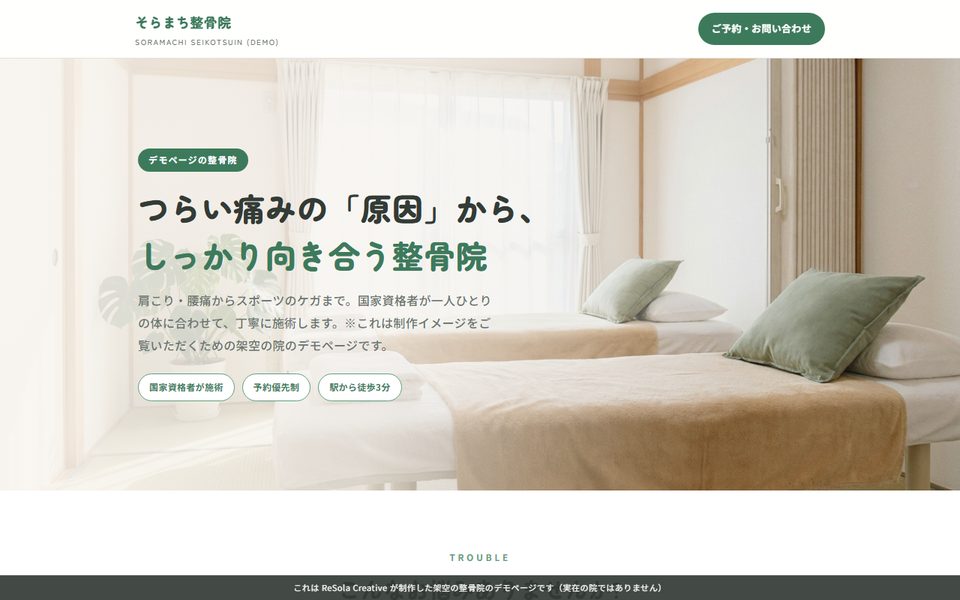 そらまち整骨院
SORAMACHI SEIKOTSUIN (DEMO)
ご予約・お問い合わせ
デモページの整骨院
つらい痛みの「原因」から、
しっかり向き合う整骨院
肩こり・腰痛からスポーツのケガまで。国家資格者が一人ひとり
の体に合わせて、丁寧に施術します。※これは制作イメージをご
覧いただくための架空の院のデモページです。
国家資格者が施術
予約優先制
駅から徒歩3分
TROUBLE
これは ReSola Creative が制作した架空の整骨院のデモページです（実在の院ではありません）